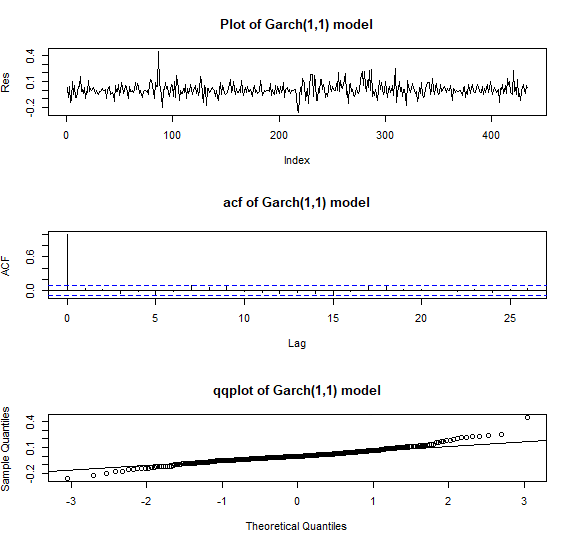 Plot of Garch(1,1) model
Res
0.4
0.1
-0.2
0 100 200 300 400
Index
acf of Garch(1,1) model
ACF
0.6
0.0
0 5 10 15 20 25
Lag
qqplot of Garch(1,1) model
Sample Quantiles
0.4
0.1
-0.2
-3 -2 -1 0 1 2 3
Theoretical Quantiles